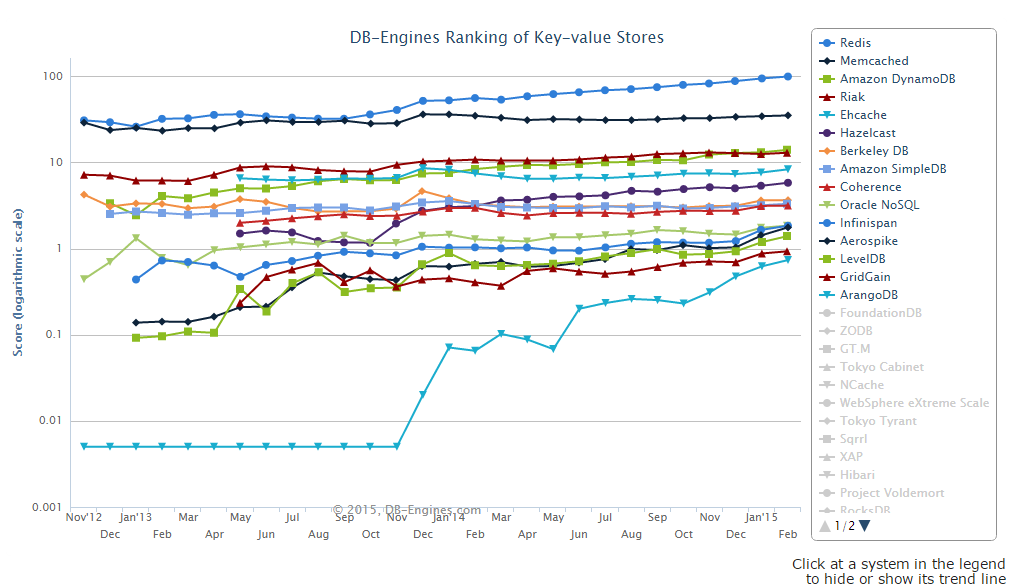 DB-Engines Ranking of Key-value Stores
Score (logarithmic scale)
100
10
1
0.1
0.01
0.001
Nov'12
Dec
Jan'13
Feb
Mar
Apr
May
Jun
Jul
Aug
Sep
Oct
Nov
Dec
Jan'14
Feb
Mar
Apr
May
Jun
Jul
Aug
Sep
Oct
Nov
Dec
Jan'15
Feb
© 2015, DB-Engines.com
Redis
Memcached
Amazon DynamoDB
Riak
Ehcache
Hazelcast
Berkeley DB
Amazon SimpleDB
Coherence
Oracle NoSQL
Infinispan
Aerospike
LevelDB
GridGain
ArangoDB
FoundationDB
ZODB
GT.M
Tokyo Cabinet
NCache
WebSphere eXtreme Scale
Tokyo Tyrant
Sqrrl
XAP
Hibari
Project Voldemort
RocksDB
1/2
Click at a system in the legend
to hide or show its trend line